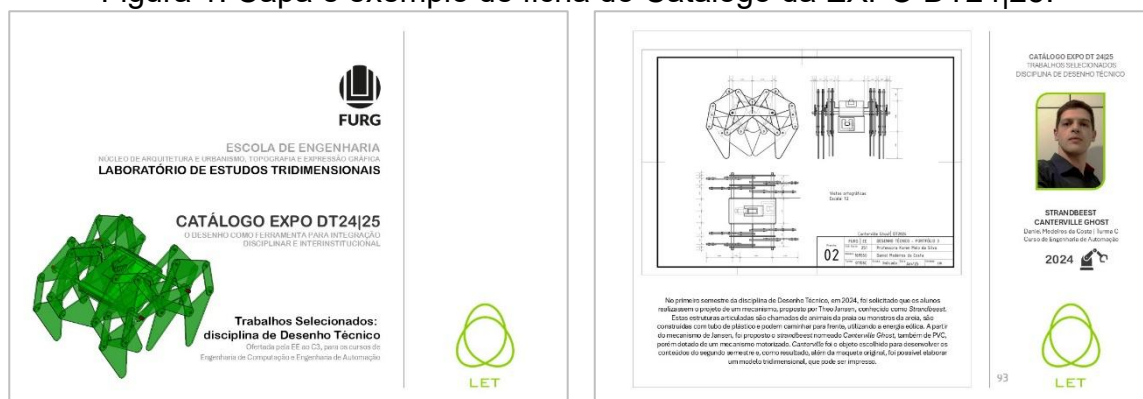 Figura 1: Capa e exemplo de ficha do Catálogo da EXPO DT24|25.
FURG
ESCOLA DE ENGENHARIA
NÚCLEO DE ARQUITETURA E URBANISMO, TOPOGRAFIA E EXPRESSÃO GRÁFICA
LABORATÓRIO DE ESTUDOS TRIDIMENSIONAIS
CATÁLOGO EXPO DT24|25
O DESENHO COMO FERRAMENTA PARA INTEGRAÇÃO
DISCIPLINAR E INTERINSTITUCIONAL
Trabalhos Selecionados:
disciplina de Desenho Técnico
Ofertada pela EE ao C3, para os cursos de
Engenharia de Computação e Engenharia de Automação
LET
Vistas ortográficas
02
FURG
DESENHO TÉCNICO - PORTFÓLIO 2
No primeiro semestre da disciplina de Desenho Técnico, em 2024, foi solicitado que os alunos
realizassem o projeto de um mecanismo, proposto por Theo Jansen, conhecido como Strandbeest.
Estas estruturas articuladas são chamadas de animais da praia ou monstros da areia, são
construídas com tubo de plástico e podem caminhar para frente, utilizando a energia eólica. A partir
do mecanismo de Jansen, foi proposto o strandbeest nomeado Canterville Ghost, também de PVC,
porém dotado de um mecanismo motorizado. Canterville foi o objeto escolhido para desenvolver os
conteúdos do segundo semestre e, como resultado, além da maquete original, foi possível elaborar
um modelo tridimensional, que pode ser impresso.
CATÁLOGO EXPO DT 24|25
TRABALHOS SELECIONADOS
DISCIPLINA DE DESENHO TÉCNICO
STRANDBEEST
CANTERVILLE GHOST
Daniel Medeiros da Costa | Turma C
Curso de Engenharia de Automação
2024
93
LET